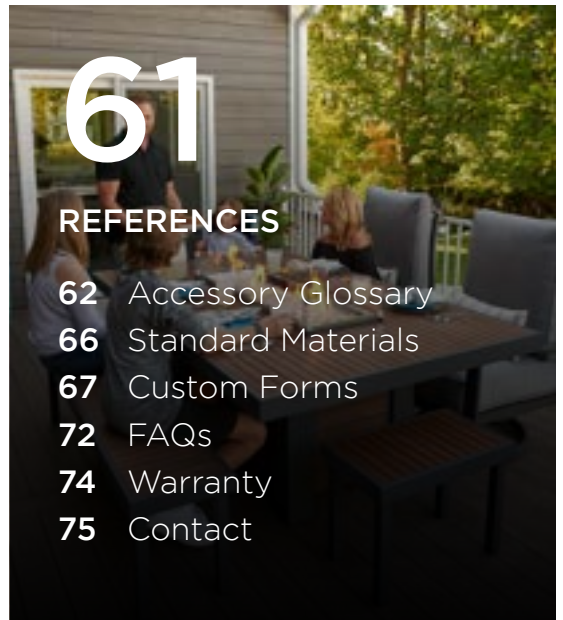 61
REFERENCES
62 Accessory Glossary
66 Standard Materials
67 Custom Forms
72 FAQs
74 Warranty
75 Contact